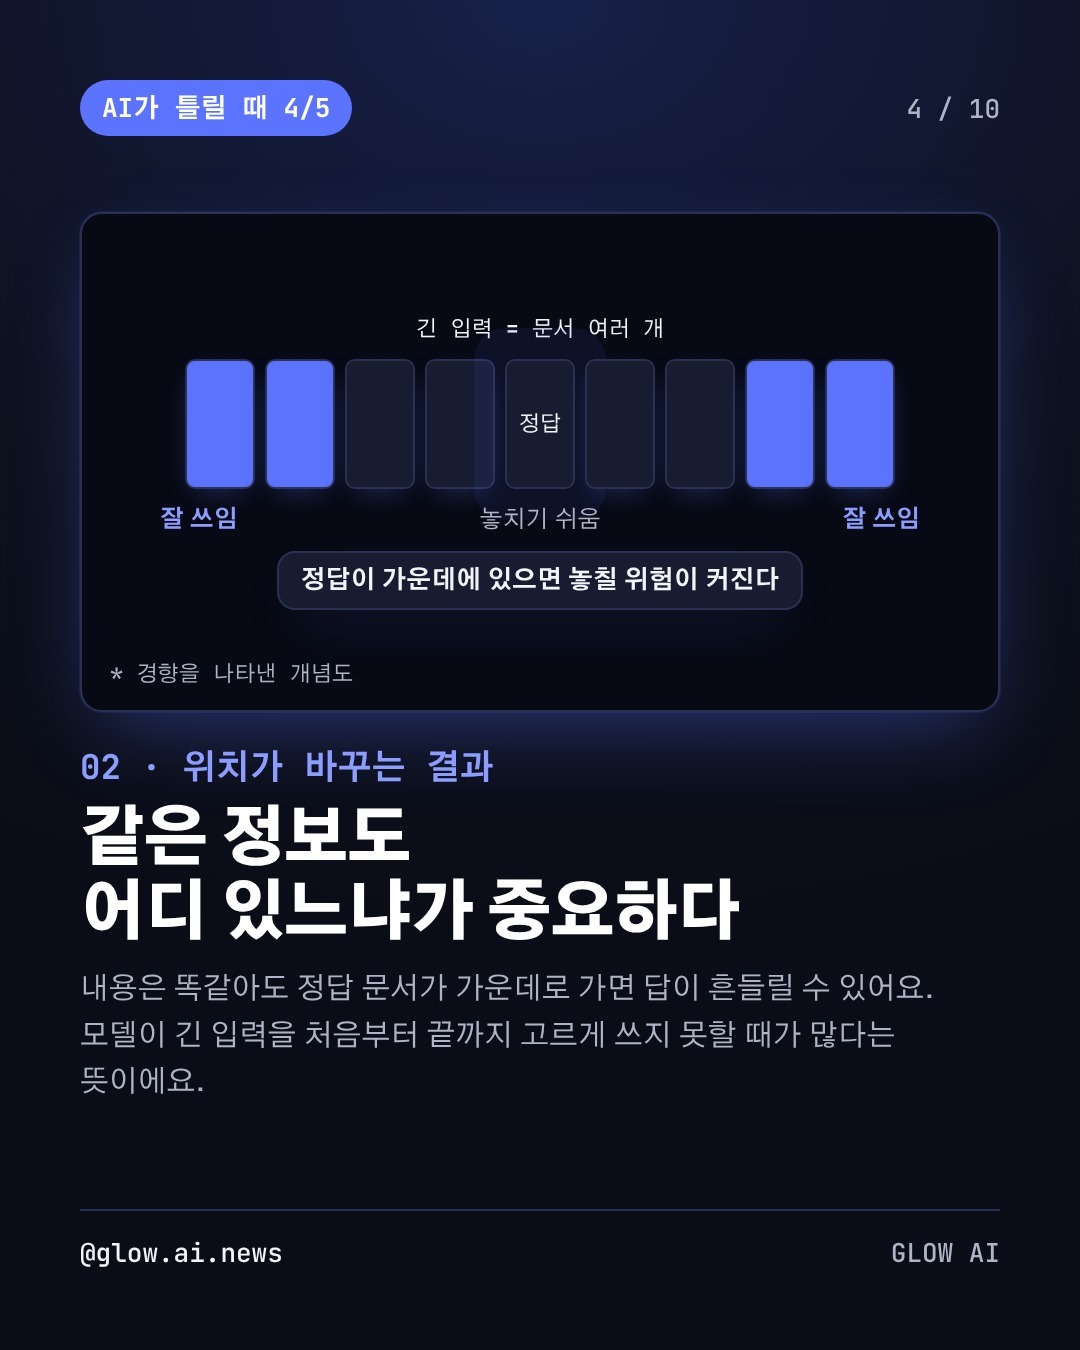 AI가 틀릴 때 4/5
4 / 10
긴 입력 = 문서 여러 개
정답
잘 쓰임
놓치기 쉬움
잘 쓰임
정답이 가운데에 있으면 놓칠 위험이 커진다
* 경향을 나타낸 개념도
02 · 위치가 바꾸는 결과
같은 정보도
어디 있느냐가 중요하다
내용은 똑같아도 정답 문서가 가운데로 가면 답이 흔들릴 수 있어요.
모델이 긴 입력을 처음부터 끝까지 고르게 쓰지 못할 때가 많다는
뜻이에요.
@glow.ai.news
GLOW AI